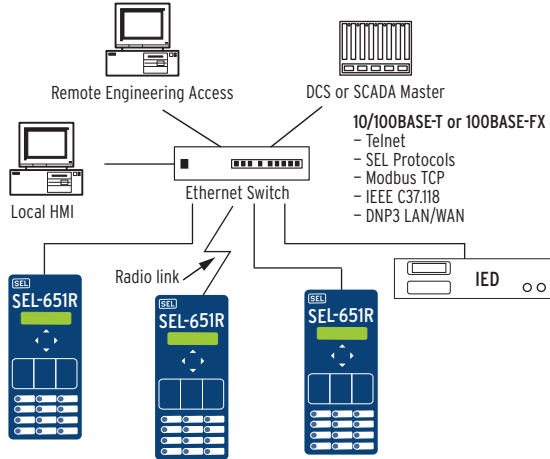 Remote Engineering Access
DCS or SCADA Master
10/100BASE-T or 100BASE-FX
– Telnet
– SEL Protocols
– Modbus TCP
– IEEE C37.118
– DNP3 LAN/WAN
Local HMI
Ethernet Switch
Radio link
IED
SEL
SEL-651R
SEL
SEL-651R
SEL
SEL-651R